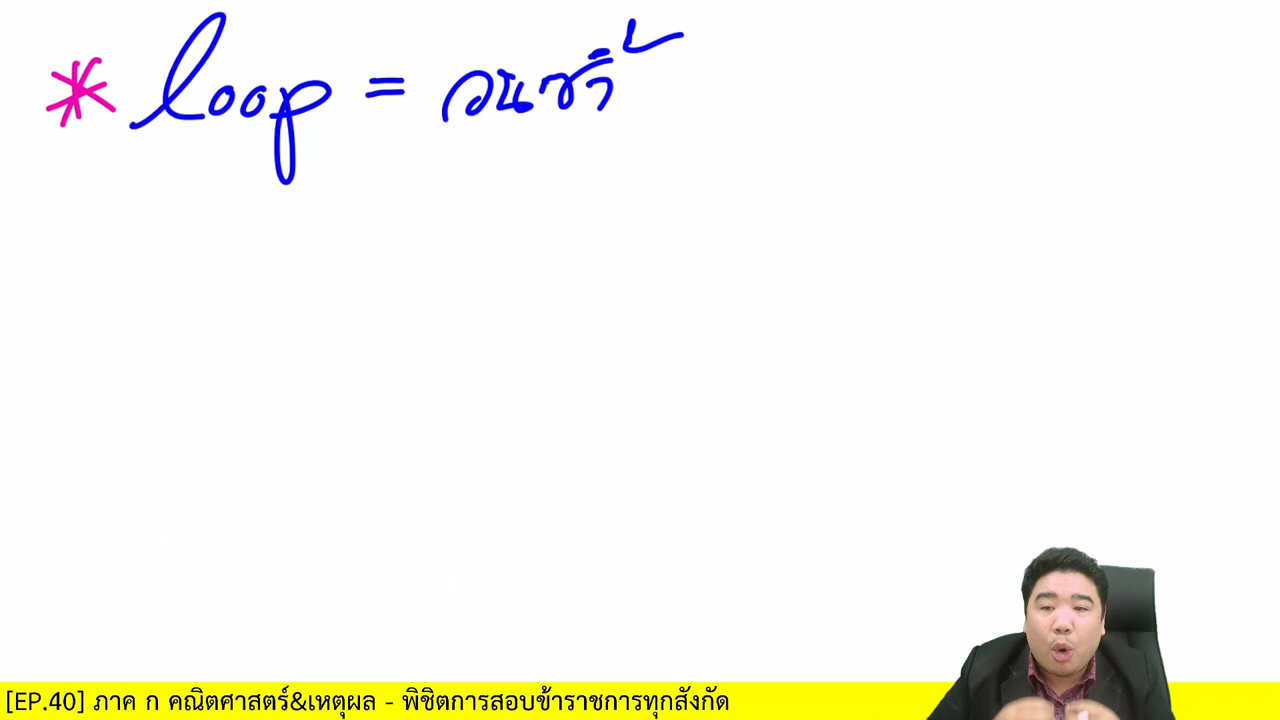 * loop = วนซ้ำๆ
[EP.40] ภาค ก คณิตศาสตร์&เหตุผล - พิชิตการสอบข้าราชการทุกสังกัด